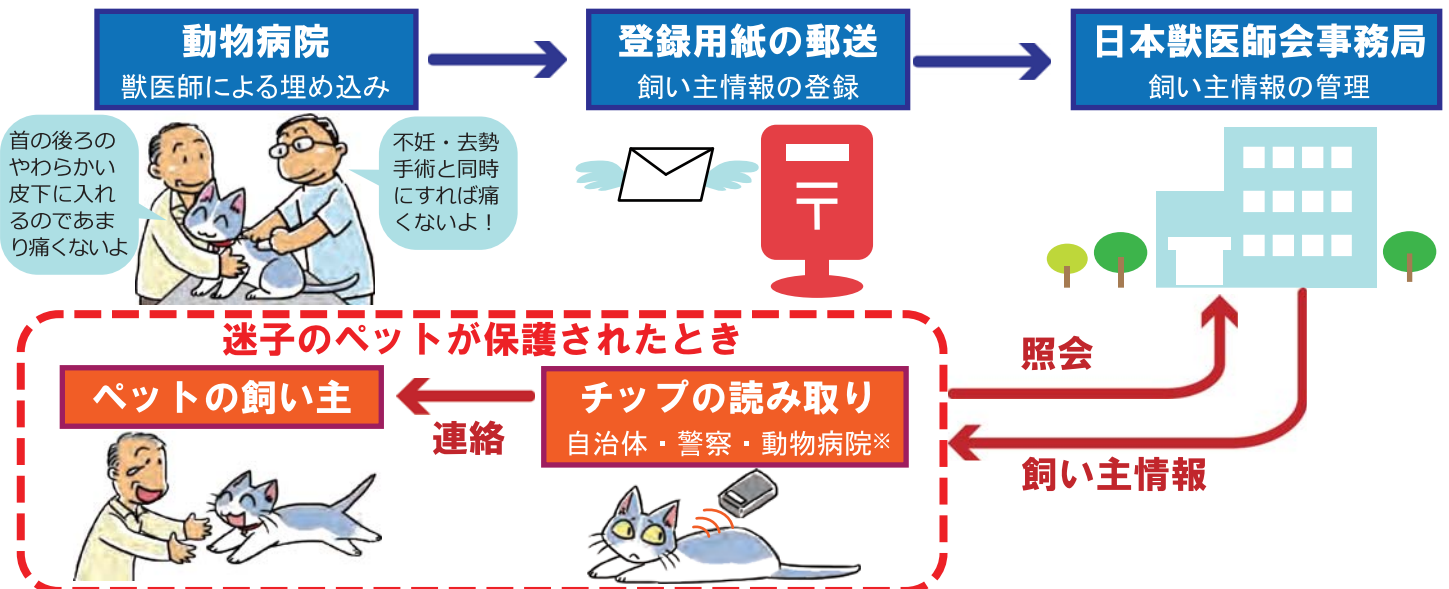 動物病院
獣医師による埋め込み
登録用紙の郵送
飼い主情報の登録
日本獣医師会事務局
飼い主情報の管理
首の後ろの
やわらかい
皮下に入れ
るのであま
り痛くないよ
不妊・去勢
手術と同時
にすれば痛
くないよ！
〒
迷子のペットが保護されたとき
ペットの飼い主
連絡
チップの読み取り
自治体・警察・動物病院※
照会
飼い主情報